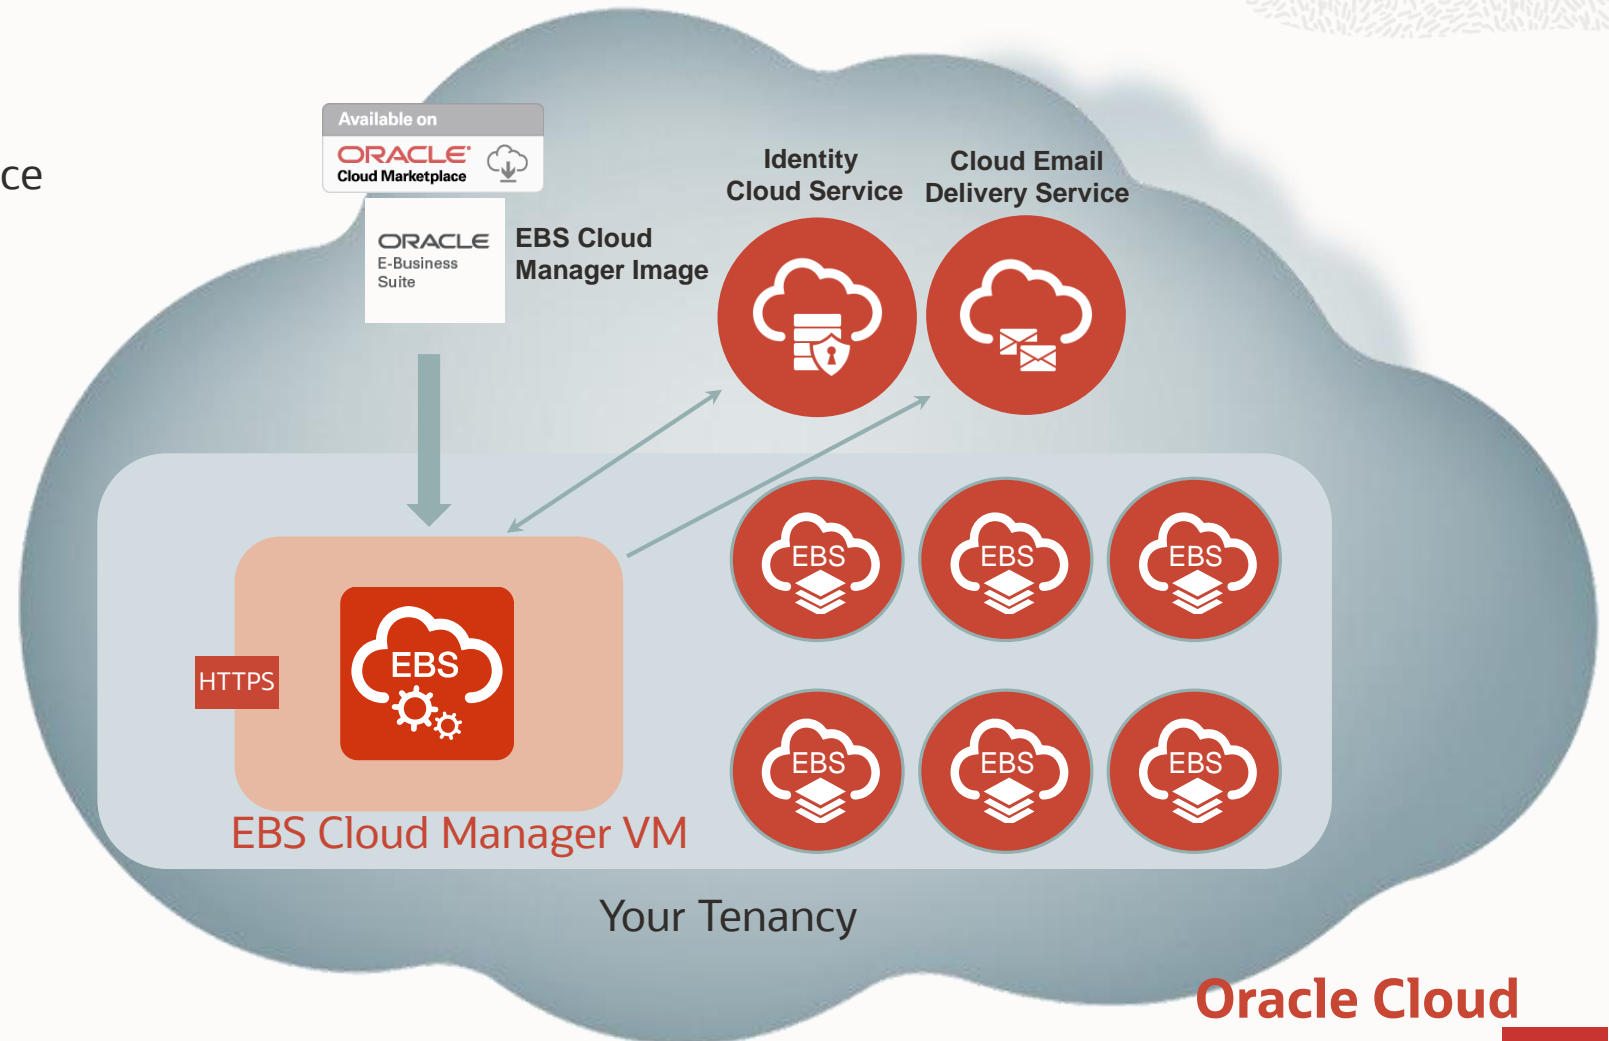 ce
Available on
ORACLE
Cloud Marketplace
ORACLE
E-Business
Suite
EBS Cloud
Manager Image
Identity
Cloud Service
Cloud Email
Delivery Service
EBS
EBS
EBS
HTTPS
EBS
EBS
EBS
EBS
EBS Cloud Manager VM
Your Tenancy
Oracle Cloud